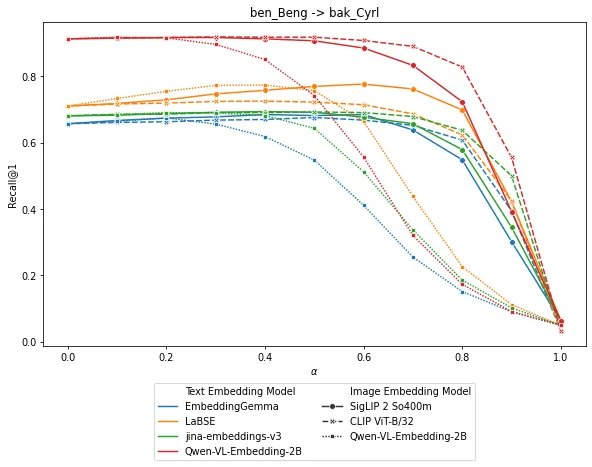 ben_Beng -> bak_Cyrl
Recall@1
0.8
0.6
0.4
0.2
0.0
0.0 0.2 0.4 0.6 0.8 1.0
α
Text Embedding Model Image Embedding Model
EmbeddingGemma SigLIP 2 So400m
LaBSE CLIP ViT-B/32
jina-embeddings-v3 Qwen-VL-Embedding-2B
Qwen-VL-Embedding-2B